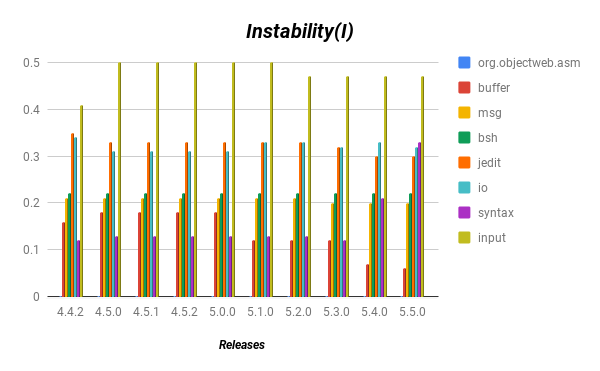 Instability(I)
0.5
0.4
0.3
0.2
0.1
0
4.4.2 4.5.0 4.5.1 4.5.2 5.0.0 5.1.0 5.2.0 5.3.0 5.4.0 5.5.0
Releases
org.objectweb.asm
buffer
msg
bsh
jedit
io
syntax
input